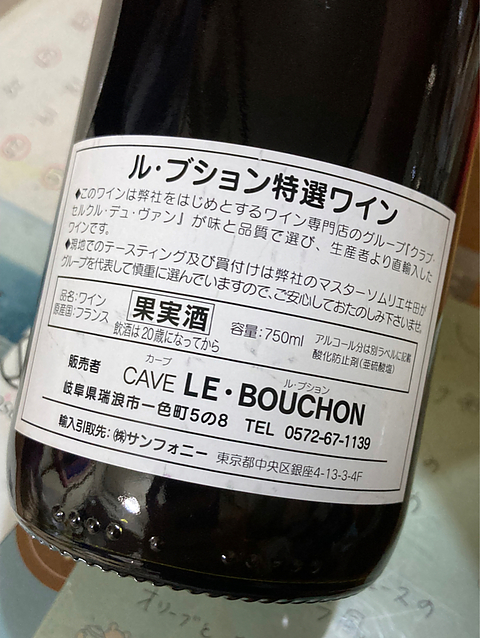 ル・ブション特選ワイン
◆このワインは弊社をはじめとするワイン専門店のグループ『クラブ・
セルクル・デュ・ヴァン』が味と品質で選び、生産者より直輸入した
ワインです。
◆現地でのテースティング及び買付けは弊社のマスターソムリエ牛田が
グループを代表して慎重に選んでいますので、ご安心しておたのしみ下さいませ。
品名：ワイン
原産国：フランス
果実酒
飲酒は20歳になってから
容量：750ml
アルコール分は別ラベルに記載
酸化防止剤（亜硫酸塩）
販売者
カーブ
ル・ブション
CAVE LE・BOUCHON
岐阜県瑞浪市一色町5の8 TEL 0572-67-1139
輸入引取先：㈱サンフォニー 東京都中央区銀座4-13-3-4F
オリーブと